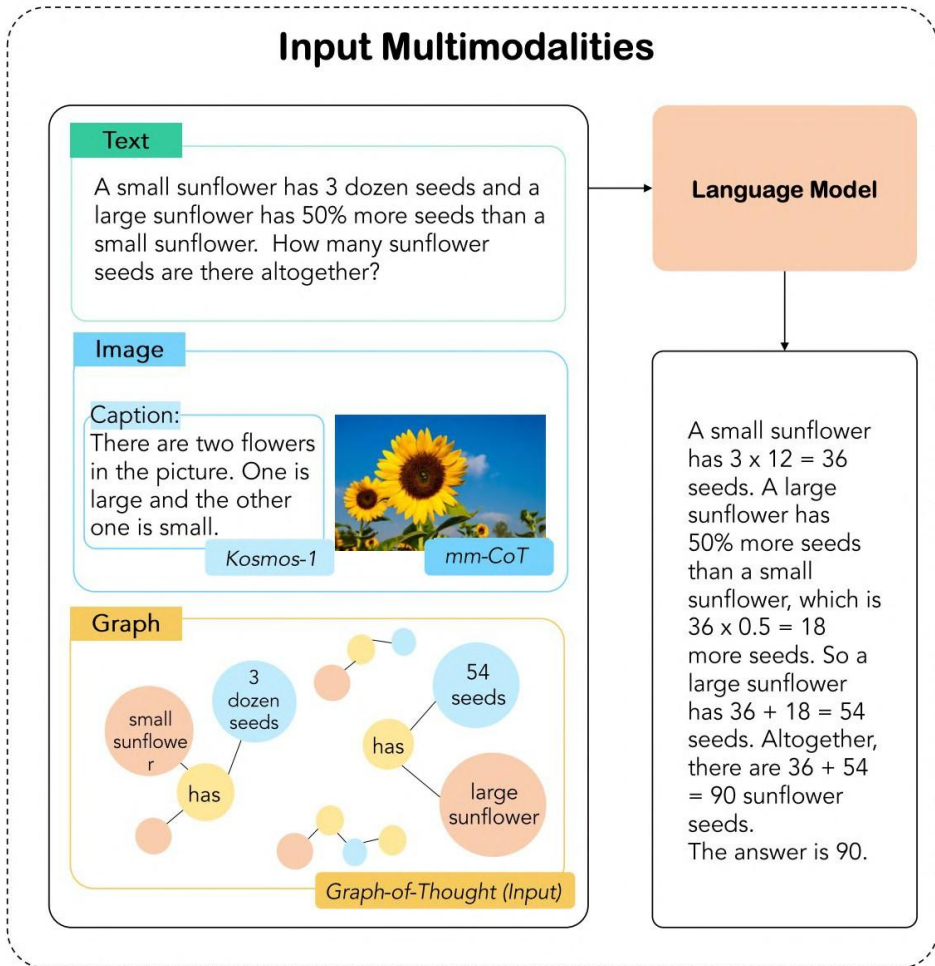 Input Multimodalities
Text
A small sunflower has 3 dozen seeds and a
large sunflower has 50% more seeds than a
small sunflower.  How many sunflower
seeds are there altogether?
Image
Caption:
There are two flowers
in the picture. One is
large and the other
one is small.
Kosmos-1
mm-CoT
Graph
small
sunflowe
r
3
dozen
seeds
has
54
seeds
has
large
sunflower
Graph-of-Thought (Input)
Language Model
A small sunflower
has 3 x 12 = 36
seeds. A large
sunflower has
50% more seeds
than a small
sunflower, which is
36 x 0.5 = 18
more seeds. So a
large sunflower
has 36 + 18 = 54
seeds. Altogether,
there are 36 + 54
= 90 sunflower
seeds.
The answer is 90.